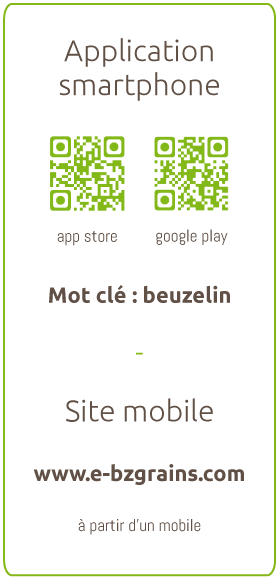 Application
smartphone
app store
google play
Mot clé : beuzelin
-
Site mobile
www.e-bzgrains.com
à partir d'un mobile